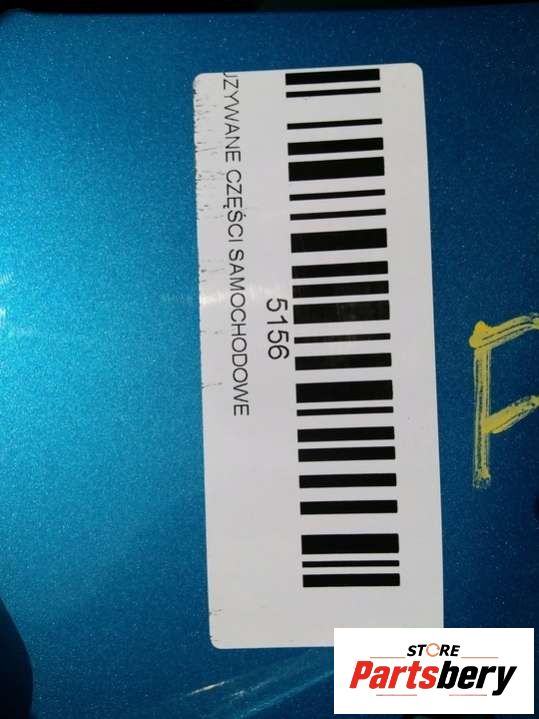 5156
UŻYWANE CZĘŚCI SAMOCHODOWE
STORE
Partsbery